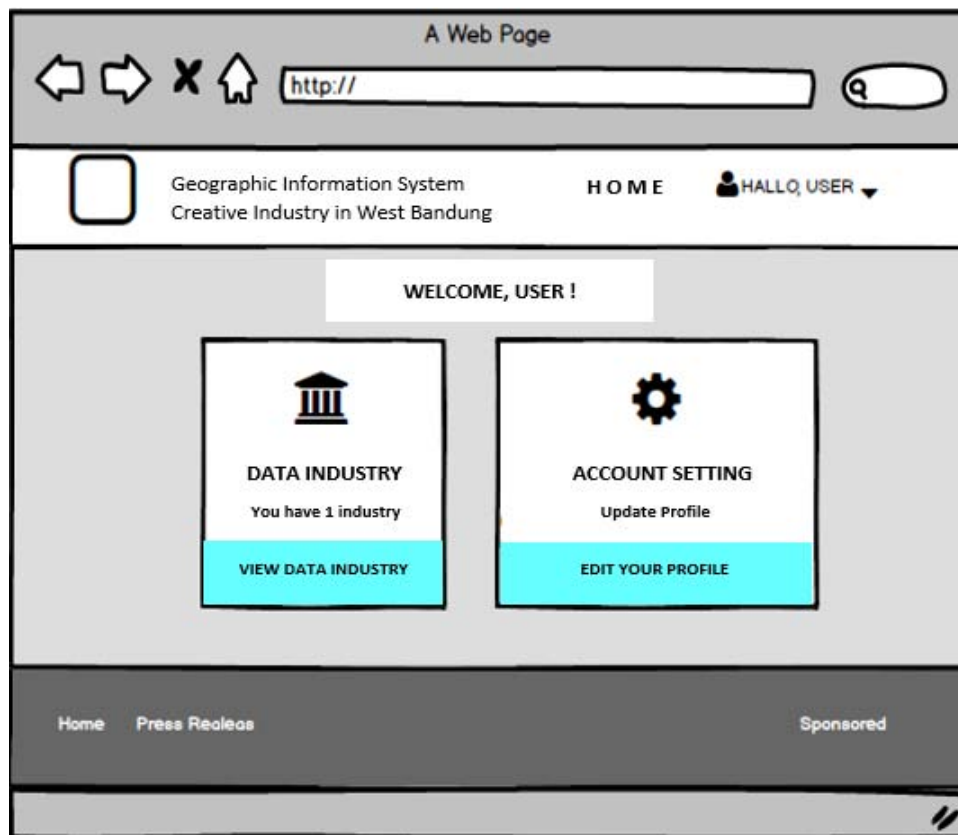 A Web Page
http://
Geographic Information System
Creative Industry in West Bandung
HOME
HALLO, USER
WELCOME, USER !
DATA INDUSTRY
You have 1 industry
VIEW DATA INDUSTRY
ACCOUNT SETTING
Update Profile
EDIT YOUR PROFILE
Home
Press Realeas
Sponsored